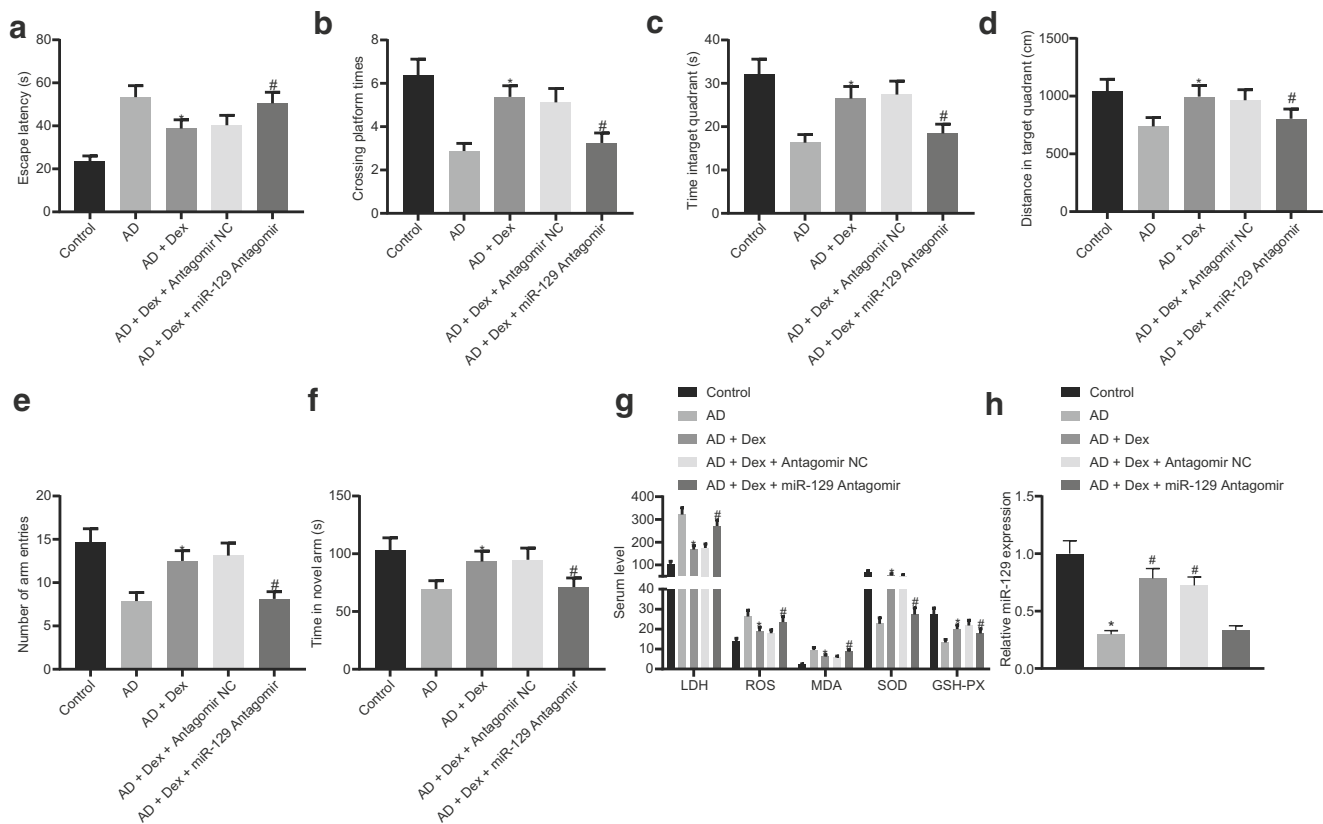 a
Escape latency (s)
80
60
40
20
0
*
#
Control
AD
AD + Dex
AD + Dex + Antagomir NC
AD + Dex + miR-129 Antagomir
b
Crossing platform times
8
6
4
2
0
*
#
Control
AD
AD + Dex
AD + Dex + Antagomir NC
AD + Dex + miR-129 Antagomir
c
Time intarget quadrant (s)
40
30
20
10
0
*
#
Control
AD
AD + Dex
AD + Dex + Antagomir NC
AD + Dex + miR-129 Antagomir
d
Distance in target quadrant (cm)
1500
1000
500
0
*
#
Control
AD
AD + Dex
AD + Dex + Antagomir NC
AD + Dex + miR-129 Antagomir
e
Number of arm entries
20
15
10
5
0
*
#
Control
AD
AD + Dex
AD + Dex + Antagomir NC
AD + Dex + miR-129 Antagomir
f
Time in novel arm (s)
150
100
50
0
*
#
Control
AD
AD + Dex
AD + Dex + Antagomir NC
AD + Dex + miR-129 Antagomir
g
Control
AD
AD + Dex
AD + Dex + Antagomir NC
AD + Dex + miR-129 Antagomir
Serum level
400
300
200
100
40
30
20
10
0
* #
* #
* #
* #
* #
LDH ROS MDA SOD GSH-PX
h
Control
AD
AD + Dex
AD + Dex + Antagomir NC
AD + Dex + miR-129 Antagomir
Relative miR-129 expression
1.5
1.0
0.5
0.0
*
#
#